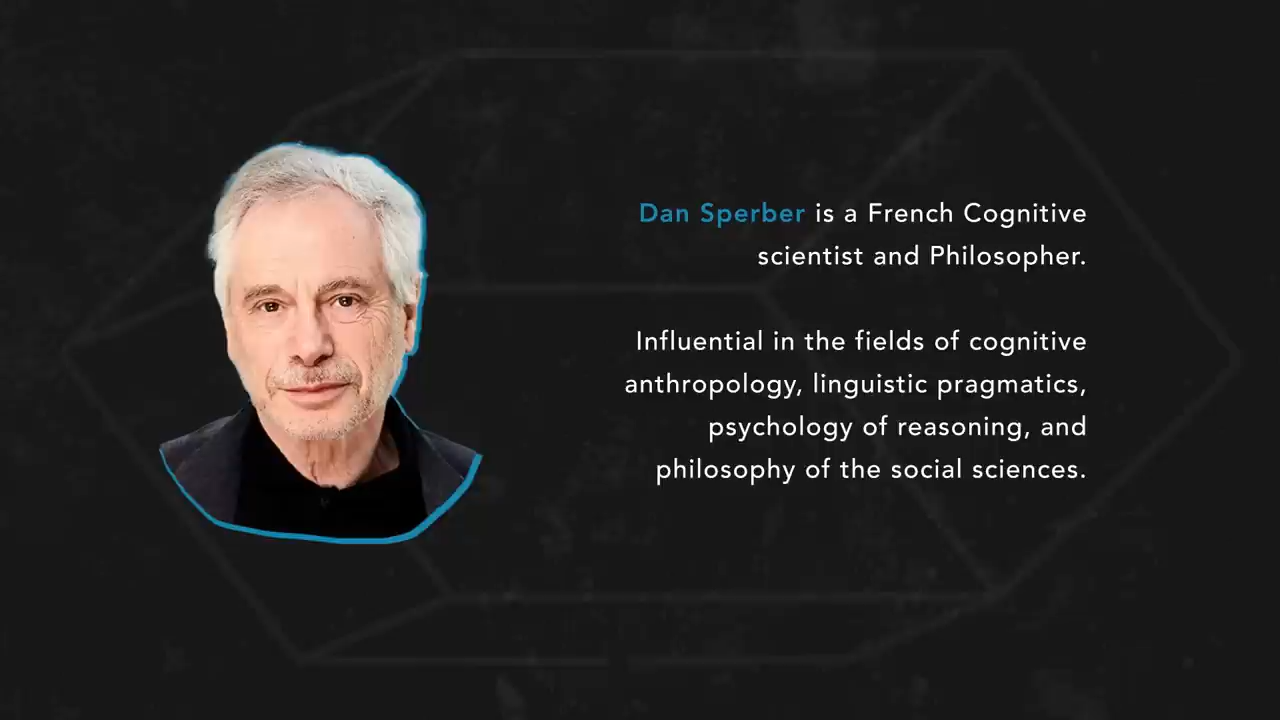 Dan Sperber is a French Cognitive
scientist and Philosopher.
Influential in the fields of cognitive
anthropology, linguistic pragmatics,
psychology of reasoning, and
philosophy of the social sciences.